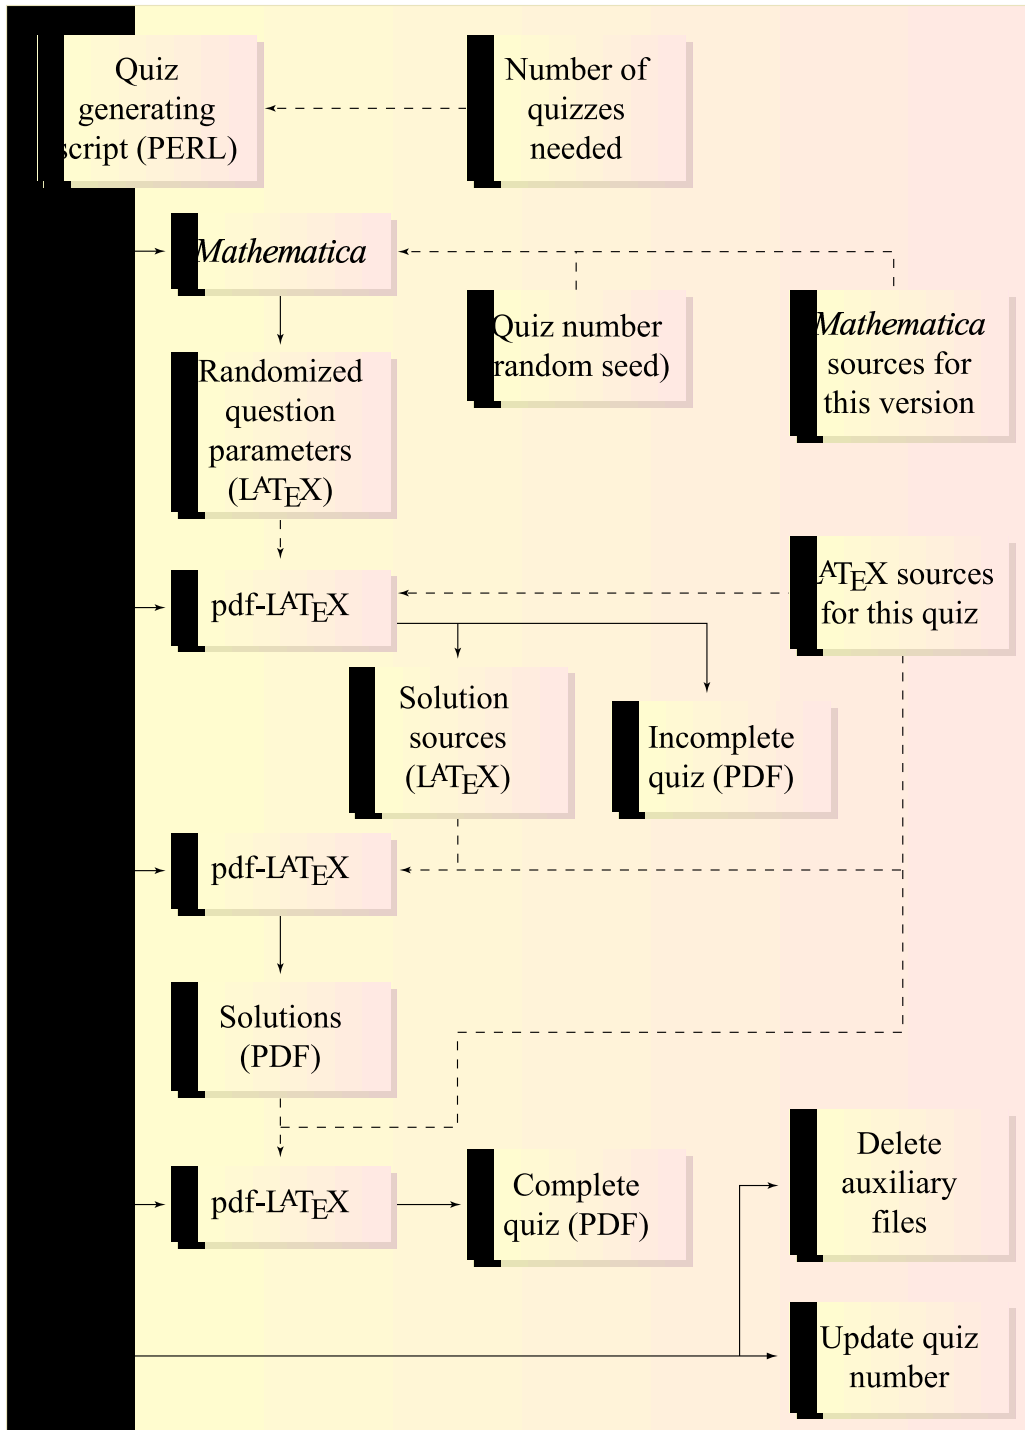 Quiz
generating
script (PERL)
Number of
quizzes
needed
Mathematica
Quiz number
random seed)
Mathematica
sources for
this version
Randomized
question
parameters
(LATEX)
pdf-LATEX
LATEX sources
for this quiz
Solution
sources
(LATEX)
Incomplete
quiz (PDF)
pdf-LATEX
Solutions
(PDF)
pdf-LATEX
Complete
quiz (PDF)
Delete
auxiliary
files
Update quiz
number